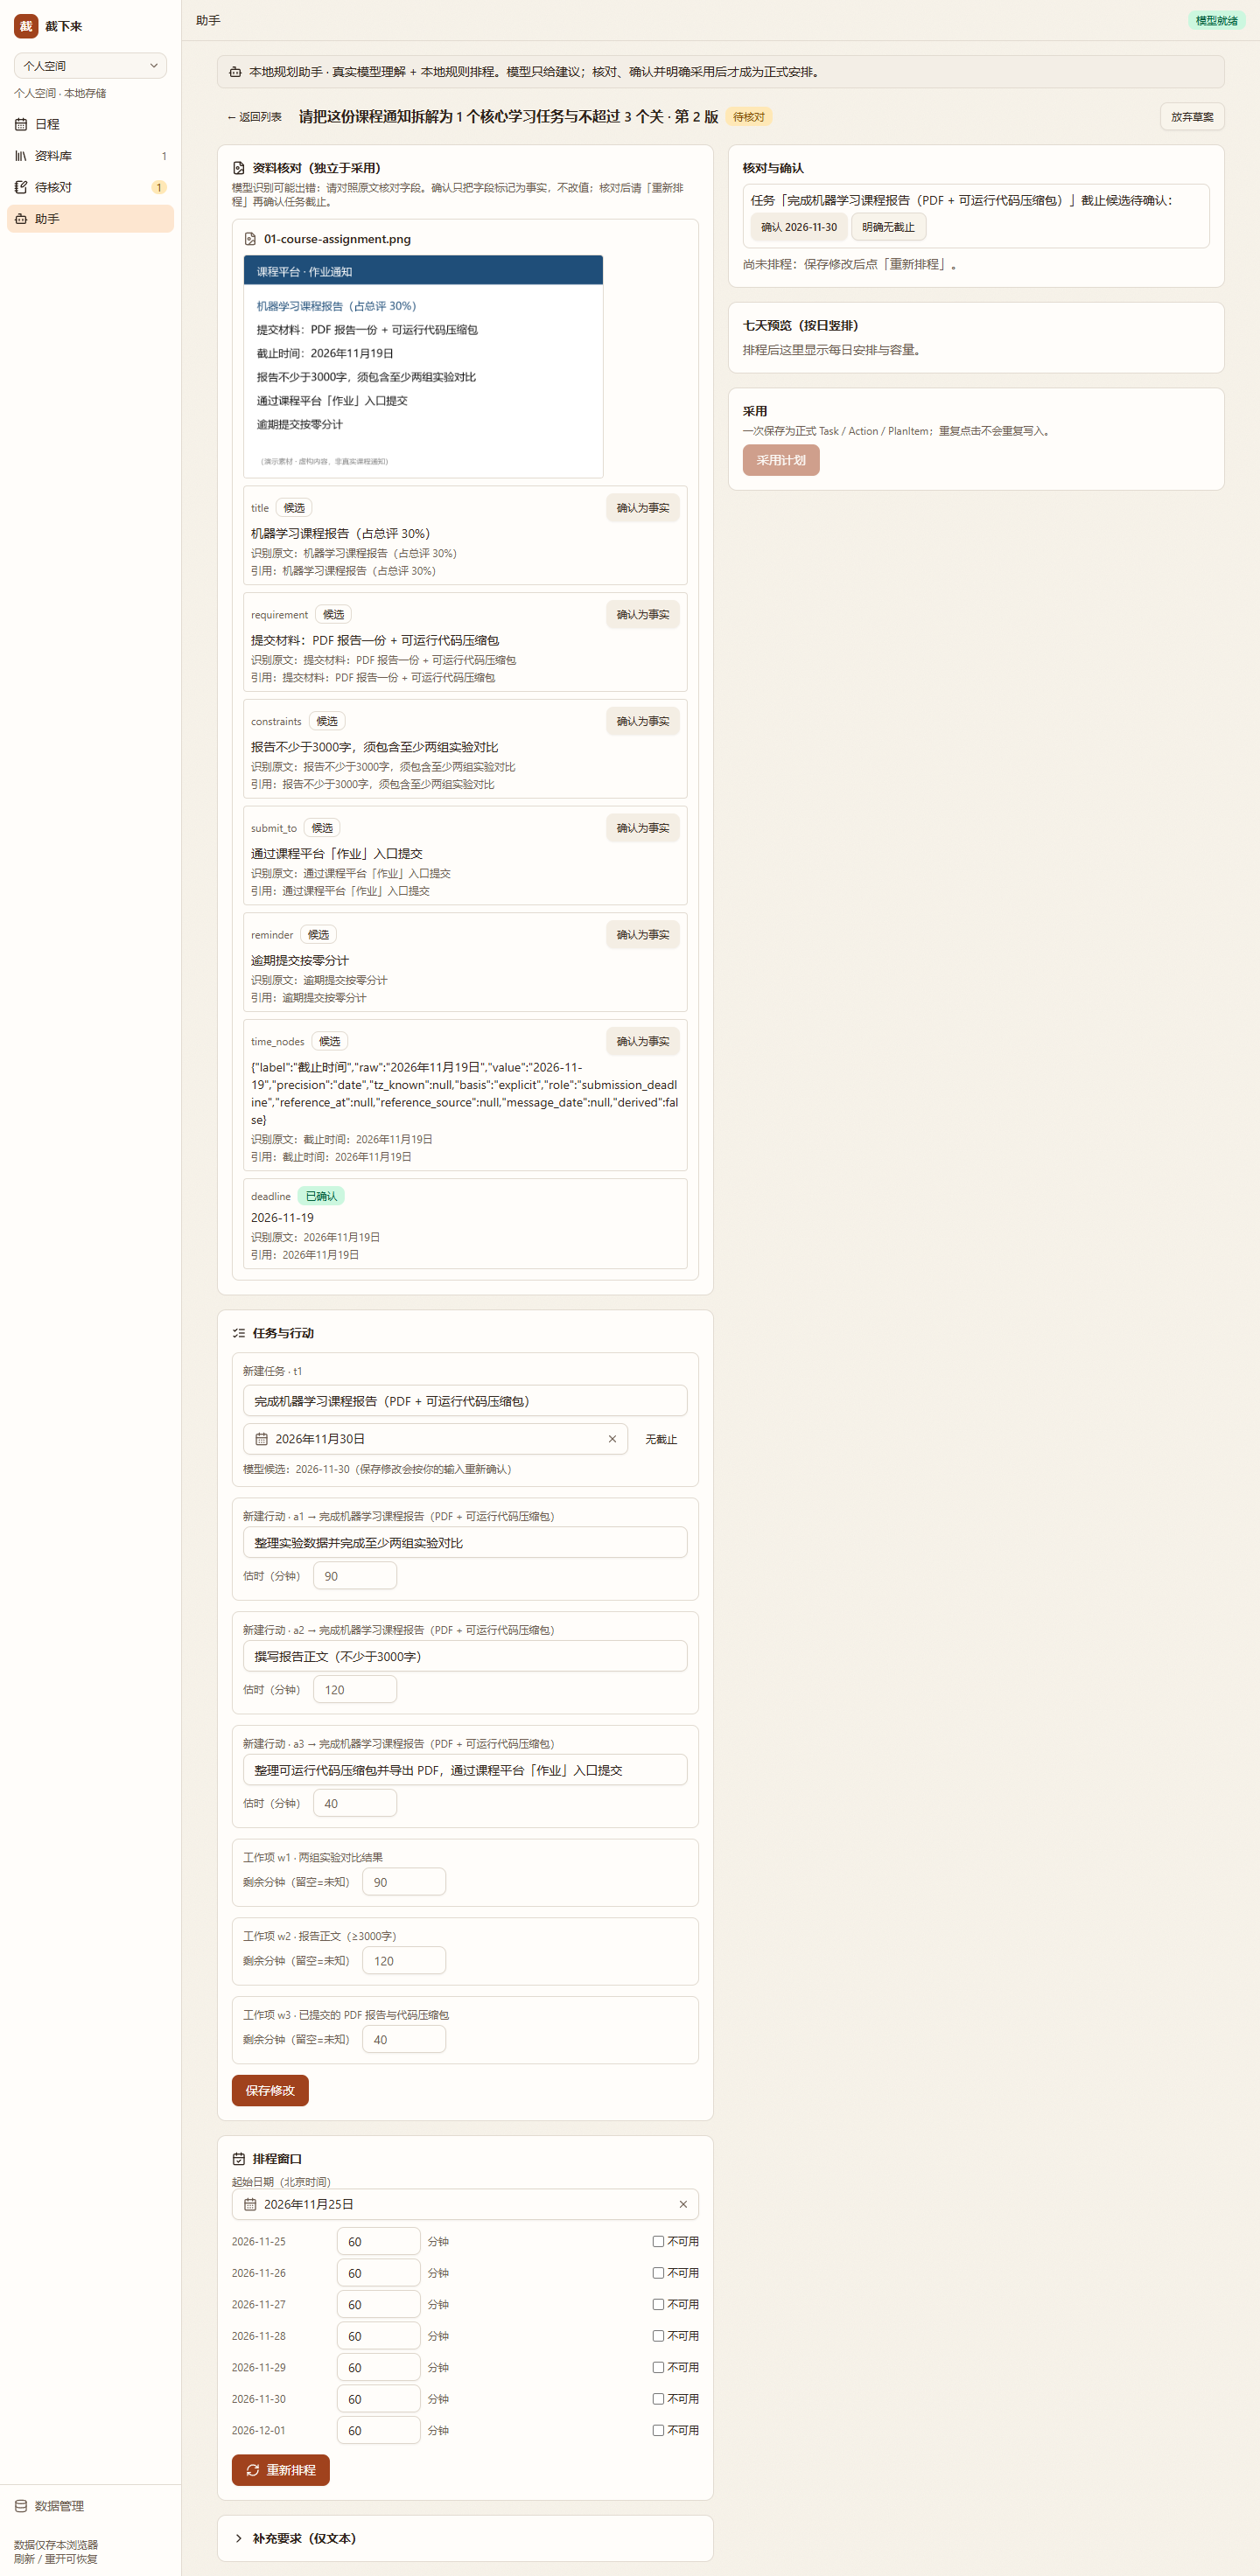 截 截下来
个人空间
个人空间 · 本地存储
日程
资料库 1
待核对 1
助手
数据管理
数据仅存本浏览器
刷新 / 重开可恢复
助手 模型就绪
本地规划助手 · 真实模型理解 + 本地规则排程。模型只给建议；核对、确认并明确采用后才成为正式安排。
← 返回列表 请把这份课程通知拆解为 1 个核心学习任务与不超过 3 个关 · 第 2 版 待核对 放弃草案
资料核对（独立于采用）
模型识别可能出错：请对照原文核对字段。确认只把字段标记为事实，不改值；核对后请「重新排
程」再确认任务截止。
01-course-assignment.png
课程平台 · 作业通知
机器学习课程报告（占总评 30%）
提交材料：PDF 报告一份 + 可运行代码压缩包
截止时间：2026年11月19日
报告不少于3000字，须包含至少两组实验对比
通过课程平台「作业」入口提交
逾期提交按零分计
（演示素材 · 虚构内容，非真实课程通知）
title 候选 确认为事实
机器学习课程报告（占总评 30%）
识别原文：机器学习课程报告（占总评 30%）
引用：机器学习课程报告（占总评 30%）
requirement 候选 确认为事实
提交材料：PDF 报告一份 + 可运行代码压缩包
识别原文：提交材料：PDF 报告一份 + 可运行代码压缩包
引用：提交材料：PDF 报告一份 + 可运行代码压缩包
constraints 候选 确认为事实
报告不少于3000字，须包含至少两组实验对比
识别原文：报告不少于3000字，须包含至少两组实验对比
引用：报告不少于3000字，须包含至少两组实验对比
submit_to 候选 确认为事实
通过课程平台「作业」入口提交
识别原文：通过课程平台「作业」入口提交
引用：通过课程平台「作业」入口提交
reminder 候选 确认为事实
逾期提交按零分计
识别原文：逾期提交按零分计
引用：逾期提交按零分计
time_nodes 候选 确认为事实
{"label":"截止时间","raw":"2026年11月19日","value":"2026-11-
19","precision":"date","tz_known":null,"basis":"explicit","role":"submission_deadl
ine","reference_at":null,"reference_source":null,"message_date":null,"derived":fal
se}
识别原文：截止时间：2026年11月19日
引用：截止时间：2026年11月19日
deadline 已确认
2026-11-19
识别原文：2026年11月19日
引用：2026年11月19日
任务与行动
新建任务 · t1
完成机器学习课程报告（PDF + 可运行代码压缩包）
2026年11月30日 无截止
模型候选：2026-11-30（保存修改会按你的输入重新确认）
新建行动 · a1 → 完成机器学习课程报告（PDF + 可运行代码压缩包）
整理实验数据并完成至少两组实验对比
估时（分钟） 90
新建行动 · a2 → 完成机器学习课程报告（PDF + 可运行代码压缩包）
撰写报告正文（不少于3000字）
估时（分钟） 120
新建行动 · a3 → 完成机器学习课程报告（PDF + 可运行代码压缩包）
整理可运行代码压缩包并导出 PDF，通过课程平台「作业」入口提交
估时（分钟） 40
工作项 w1 · 两组实验对比结果
剩余分钟（留空=未知） 90
工作项 w2 · 报告正文（≥3000字）
剩余分钟（留空=未知） 120
工作项 w3 · 已提交的 PDF 报告与代码压缩包
剩余分钟（留空=未知） 40
保存修改
排程窗口
起始日期（北京时间）
2026年11月25日
2026-11-25 60 分钟 不可用
2026-11-26 60 分钟 不可用
2026-11-27 60 分钟 不可用
2026-11-28 60 分钟 不可用
2026-11-29 60 分钟 不可用
2026-11-30 60 分钟 不可用
2026-12-01 60 分钟 不可用
重新排程
补充要求（仅文本）
核对与确认
任务「完成机器学习课程报告（PDF + 可运行代码压缩包）」截止候选待确认：
确认 2026-11-30 明确无截止
尚未排程：保存修改后点「重新排程」。
七天预览（按日竖排）
排程后这里显示每日安排与容量。
采用
一次保存为正式 Task / Action / PlanItem；重复点击不会重复写入。
采用计划